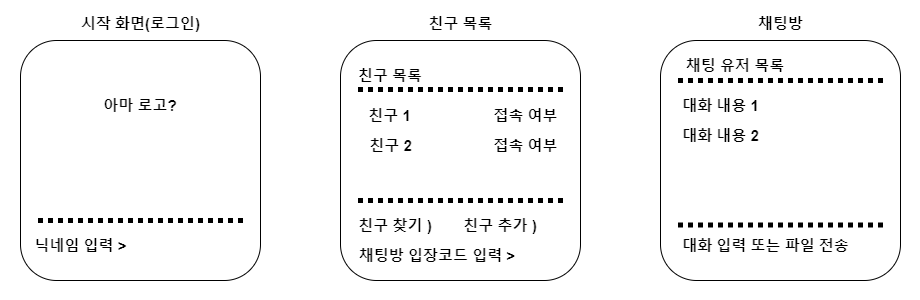 시작 화면(로그인)
아마 로고?
닉네임 입력 >
친구 목록
친구 목록
친구 1 접속 여부
친구 2 접속 여부
친구 찾기 ) 친구 추가 )
채팅방 입장코드 입력 >
채팅방
채팅 유저 목록
대화 내용 1
대화 내용 2
대화 입력 또는 파일 전송